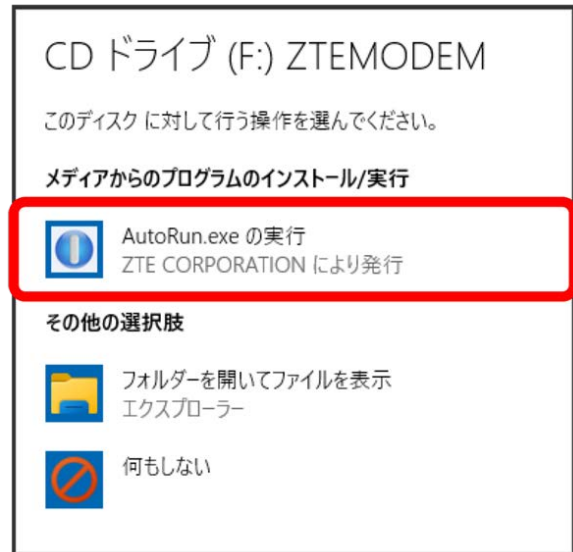 CD ドライブ (F:) ZTEMODEM
このディスク に対して行う操作を選んでください。
メディアからのプログラムのインストール/実行
AutoRun.exe の実行
ZTE CORPORATION により発行
その他の選択肢
フォルダーを開いてファイルを表示
エクスプローラー
何もしない